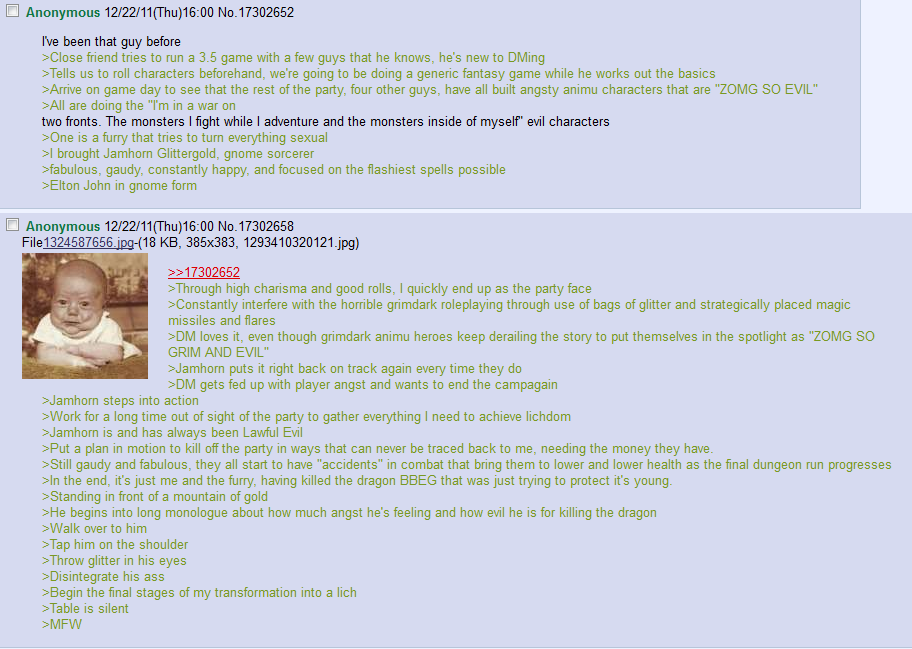 Anonymous 12/22/11(Thu)16:00 No.17302652
I've been that guy before
>Close friend tries to run a 3.5 game with a few guys that he knows, he's new to DMing
>Tells us to roll characters beforehand, we're going to be doing a generic fantasy game while he works out the basics
>Arrive on game day to see that the rest of the party, four other guys, have all built angsty animu characters that are "ZOMG SO EVIL"
>All are doing the "I'm in a war on
two fronts. The monsters I fight while I adventure and the monsters inside of myself" evil characters
>One is a furry that tries to turn everything sexual
>I brought Jamhorn Glittergold, gnome sorcerer
>fabulous, gaudy, constantly happy, and focused on the flashiest spells possible
>Elton John in gnome form
Anonymous 12/22/11(Thu)16:00 No.17302658
File1324587656.jpg-(18 KB, 385x383, 1293410320121.jpg)
>>17302652
>Through high charisma and good rolls, I quickly end up as the party face
>Constantly interfere with the horrible grimdark roleplaying through use of bags of glitter and strategically placed magic
missiles and flares
>DM loves it, even though grimdark animu heroes keep derailing the story to put themselves in the spotlight as "ZOMG SO
GRIM AND EVIL"
>Jamhorn puts it right back on track again every time they do
>DM gets fed up with player angst and wants to end the campagain
>Jamhorn steps into action
>Work for a long time out of sight of the party to gather everything I need to achieve lichdom
>Jamhorn is and has always been Lawful Evil
>Put a plan in motion to kill off the party in ways that can never be traced back to me, needing the money they have.
>Still gaudy and fabulous, they all start to have "accidents" in combat that bring them to lower and lower health as the final dungeon run progresses
>In the end, it's just me and the furry, having killed the dragon BBEG that was just trying to protect it's young.
>Standing in front of a mountain of gold
>He begins into long monologue about how much angst he's feeling and how evil he is for killing the dragon
>Walk over to him
>Tap him on the shoulder
>Throw glitter in his eyes
>Disintegrate his ass
>Begin the final stages of my transformation into a lich
>Table is silent
>MFW